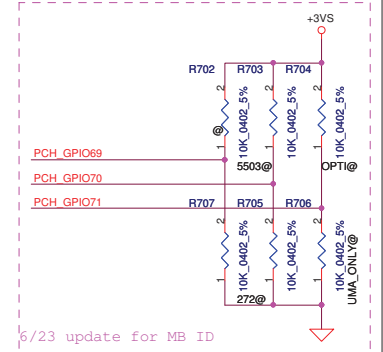 +3VS
R702 R703 R704
2 2 2
10K_0402_5% 10K_0402_5% 10K_0402_5%
@
1 1 1
PCH_GPIO69
5503@ OPTI@
PCH_GPIO70
PCH_GPIO71
R707 R705 R706
2 2 2
10K_0402_5% 10K_0402_5% 10K_0402_5%
UMA_ONLY@
1 1 1
272@
6/23 update for MB ID